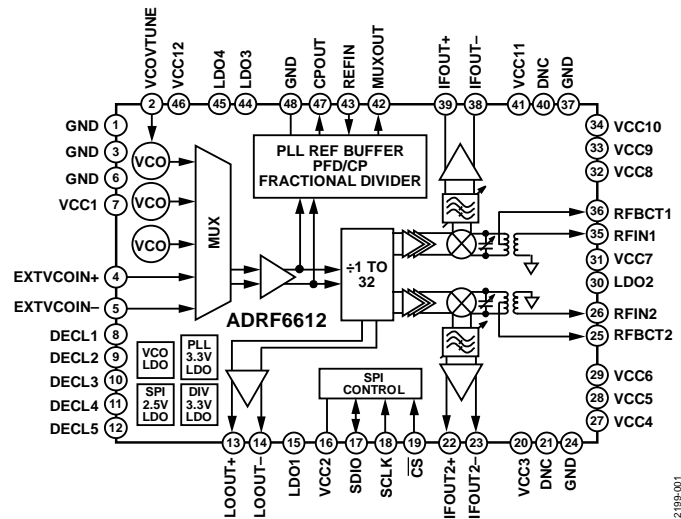 VCOVTUNE
VCC12
LDO4
LDO3
GND
CPOUT
REFIN
MUXOUT
IFOUT+
IFOUT–
VCC11
DNC
GND
2
46
45
44
48
47
43
42
39
38
41
40
37
GND 1
GND 3
GND 6
VCC1 7
EXTVCOIN+ 4
EXTVCOIN– 5
DECL1 8
DECL2 9
DECL3 10
DECL4 11
DECL5 12
VCO
VCO
VCO
MUX
PLL REF BUFFER
PFD/CP
FRACTIONAL DIVIDER
÷1 TO
32
ADRF6612
VCO
LDO
PLL
3.3V
LDO
SPI
2.5V
LDO
DIV
3.3V
LDO
SPI
CONTROL
34 VCC10
33 VCC9
32 VCC8
36 RFBCT1
35 RFIN1
31 VCC7
30 LDO2
26 RFIN2
25 RFBCT2
29 VCC6
28 VCC5
27 VCC4
13
14
15
16
17
18
19
22
23
20
21
24
LOOUT+
LOOUT–
LDO1
VCC2
SDIO
SCLK
CS
IFOUT2+
IFOUT2–
VCC3
DNC
GND
2199-001